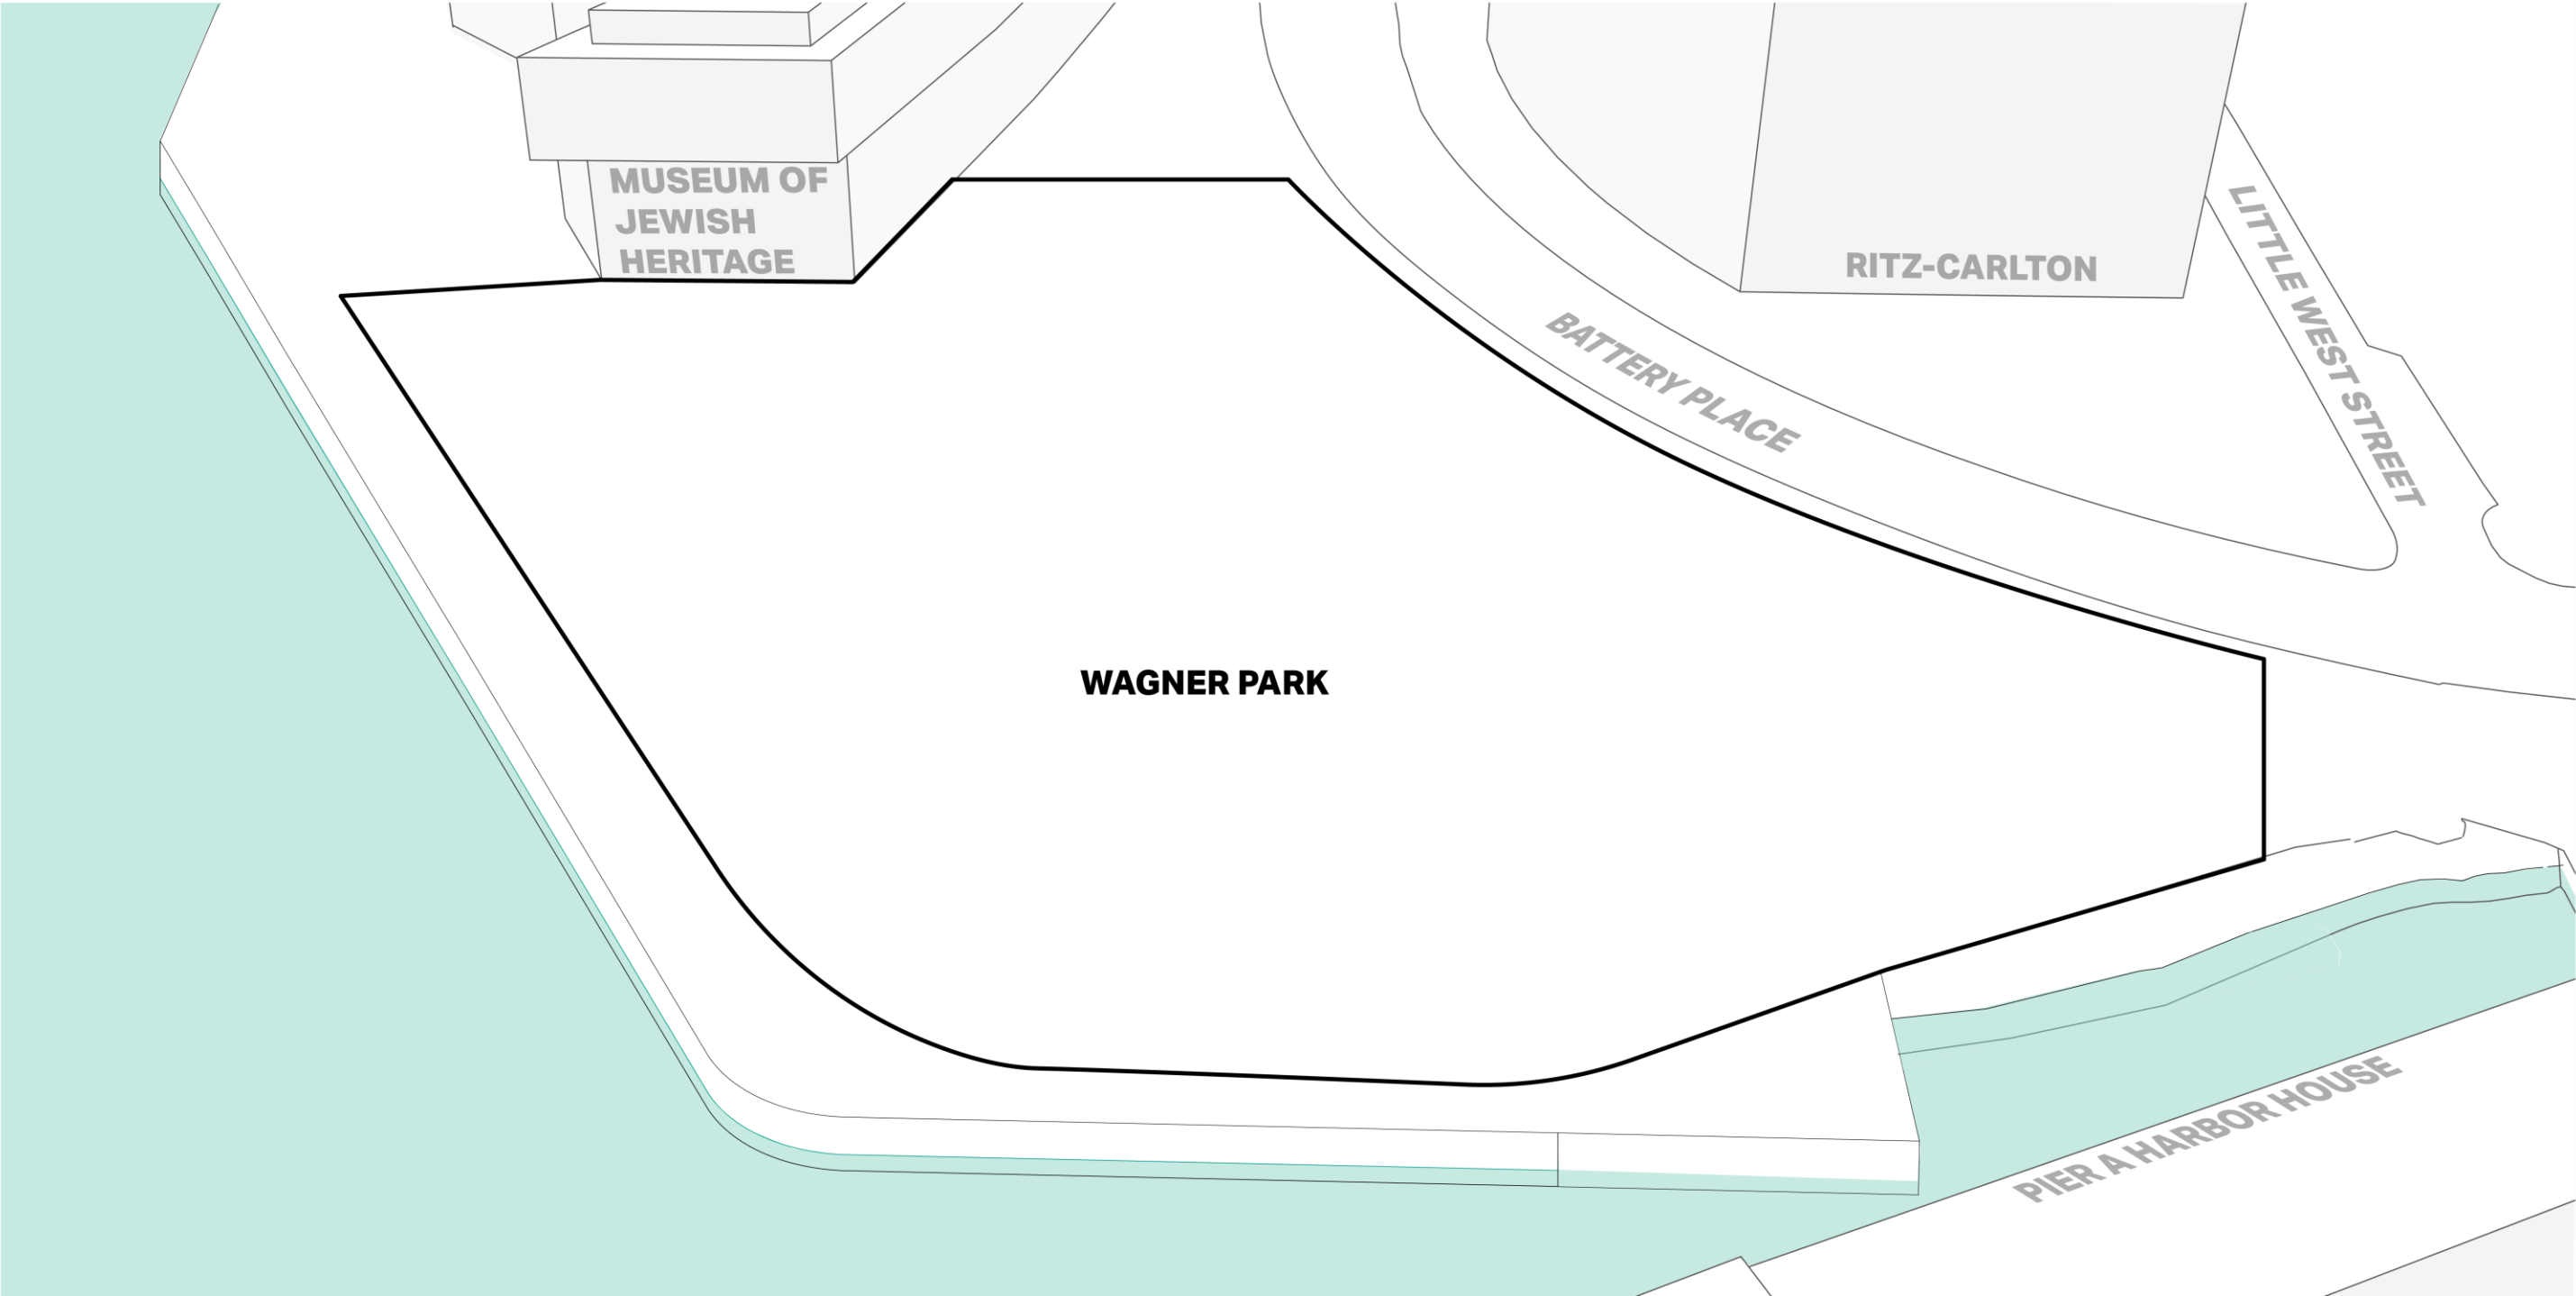 MUSEUM OF
JEWISH
HERITAGE
RITZ-CARLTON
LITTLE WEST STREET
BATTERY PLACE
WAGNER PARK
PIER A HARBOR HOUSE